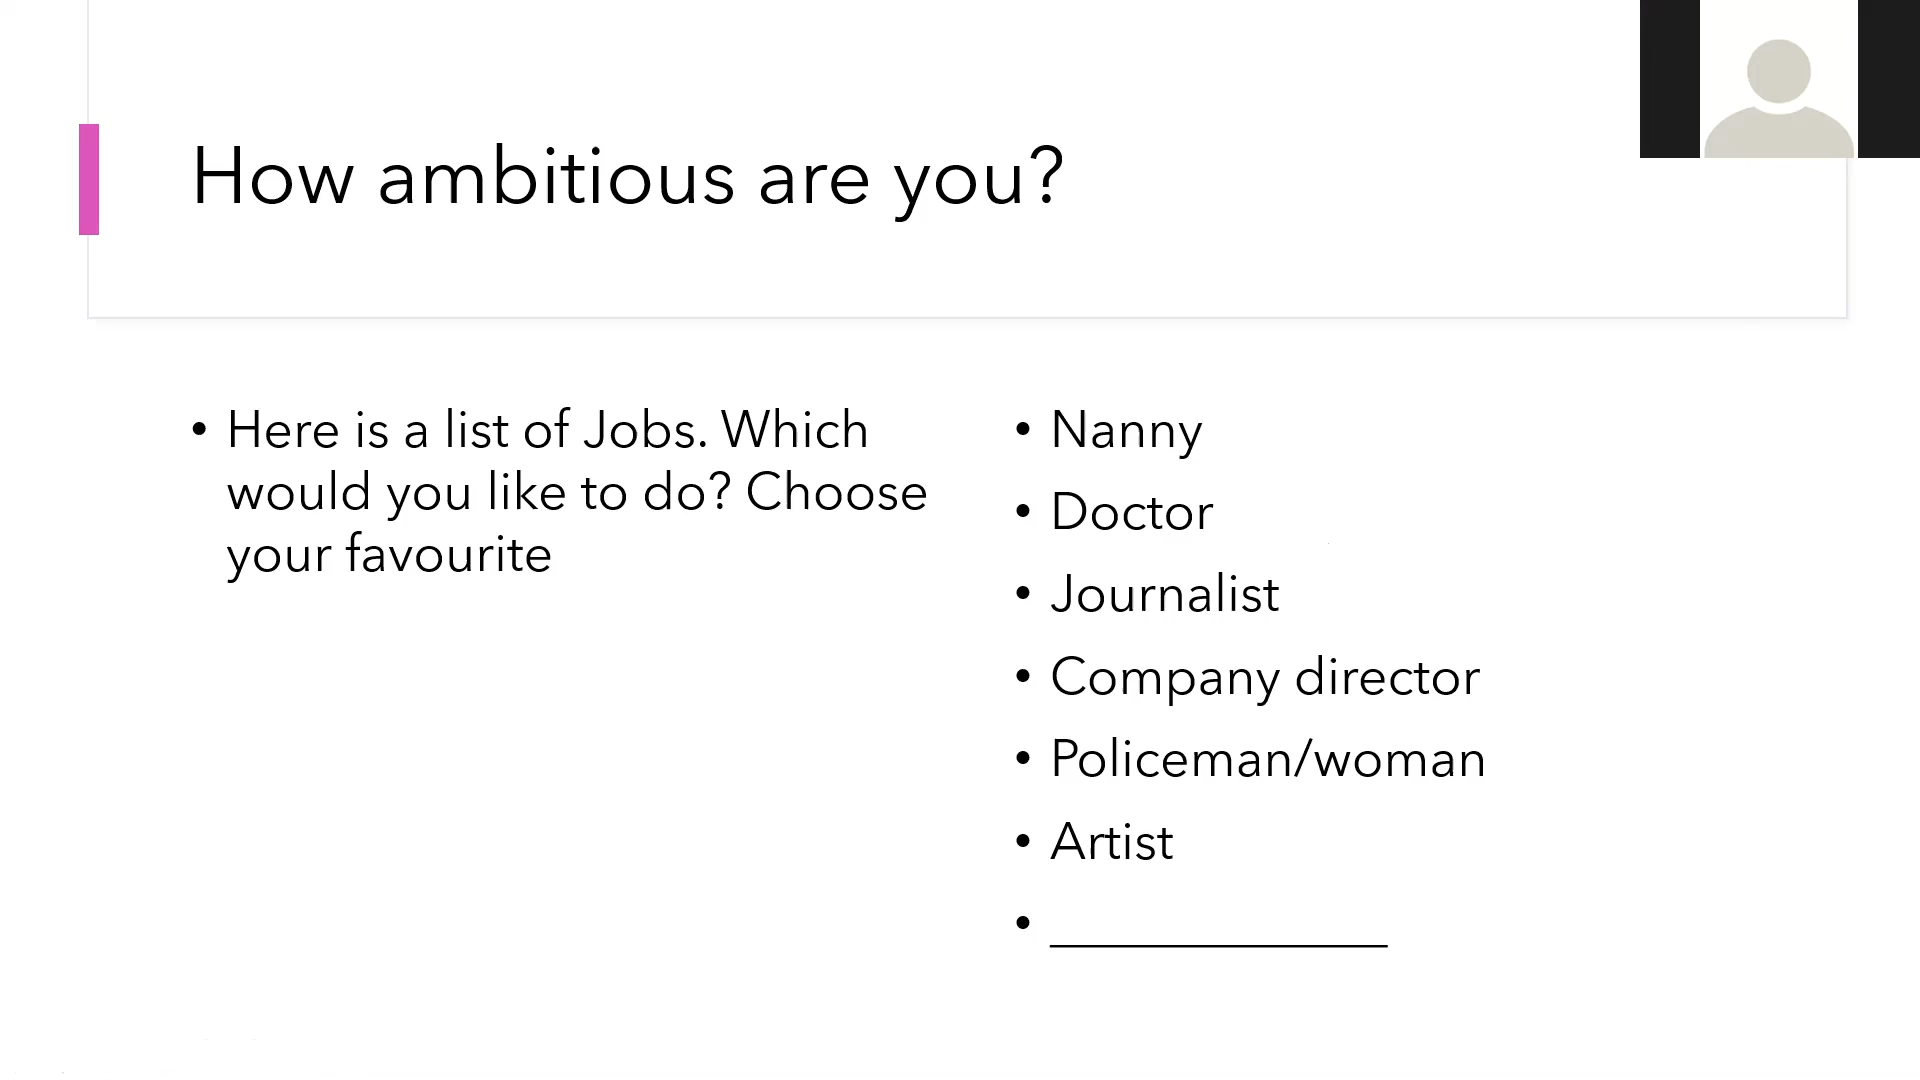 How ambitious are you?
• Here is a list of Jobs. Which
would you like to do? Choose
your favourite
• Nanny
• Doctor
• Journalist
• Company director
• Policeman/woman
• Artist
• _____________